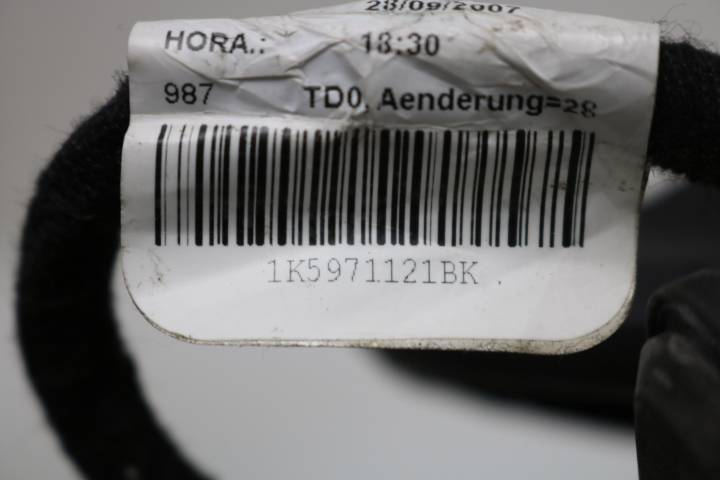 28/09/2007
HORA.: 18:30
987 TD0, Aenderung=28
1K5971121BK .